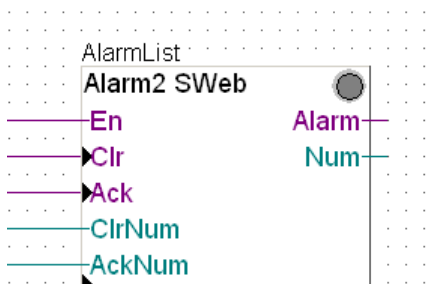 AlarmList
Alarm2 SWeb
En Alarm
Clr Num
Ack
ClrNum
AckNum